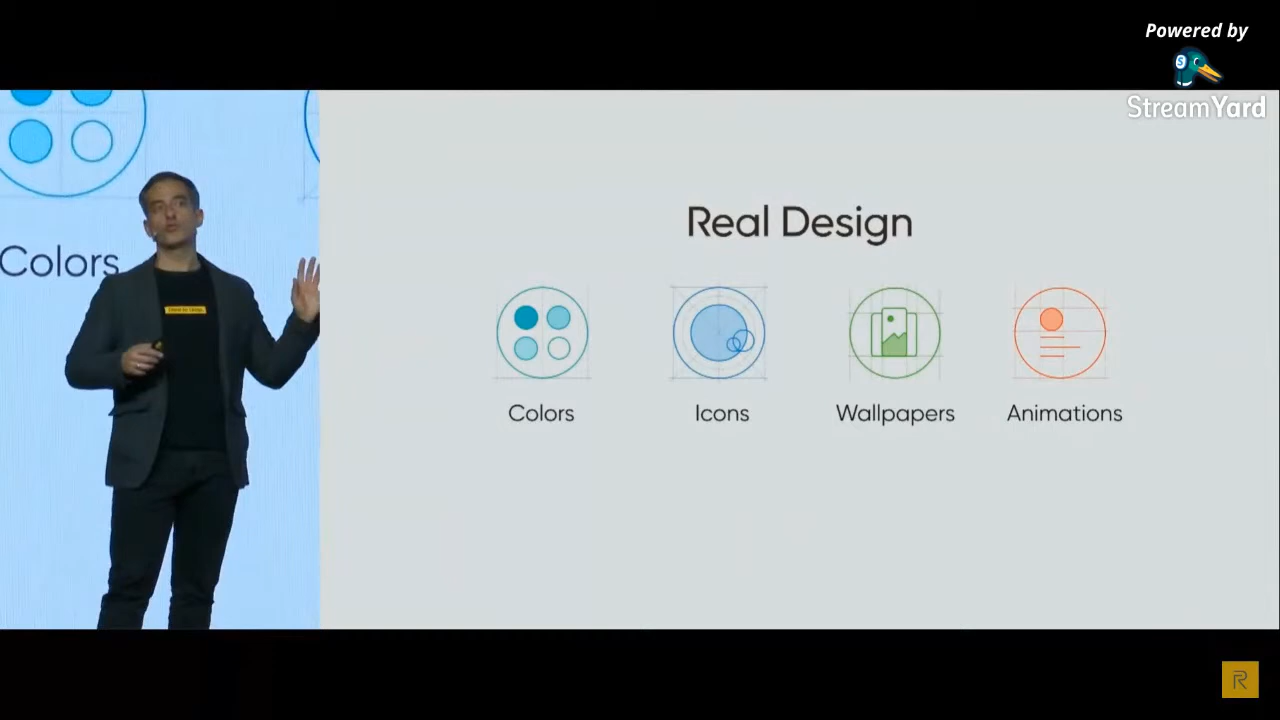 Powered by
StreamYard
Colors
Real Design
Colors
Icons
Wallpapers
Animations
R